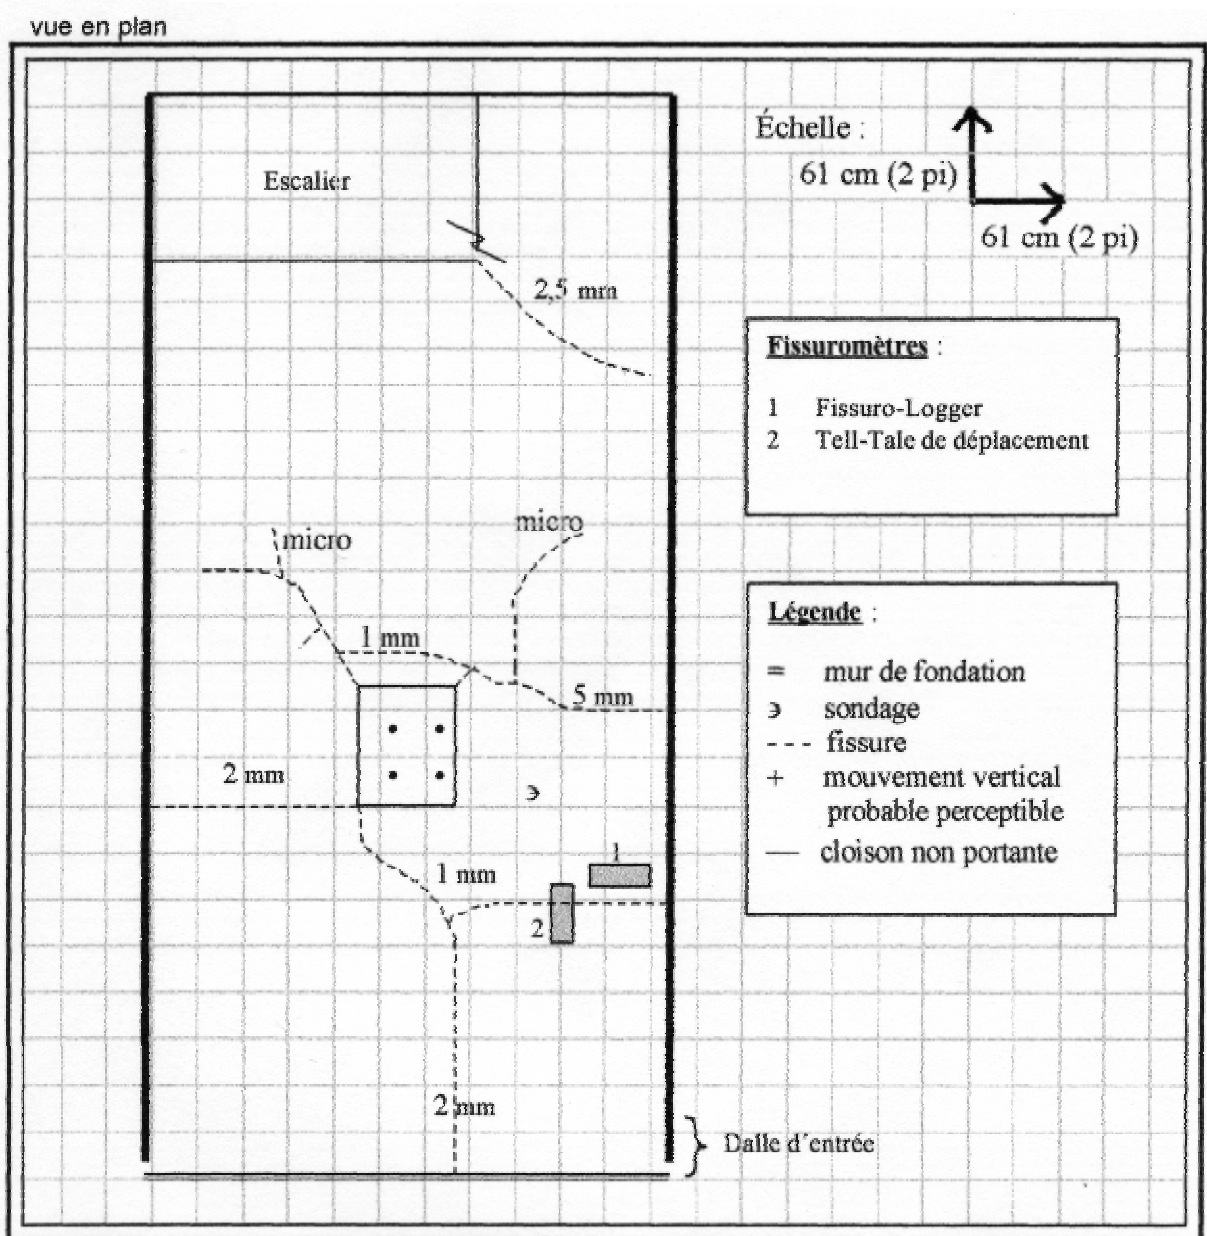 vue en plan
Échelle :
61 cm (2 pi)
61 cm (2 pi)
Escalier
2,5 mm
Fissuromètres :
1 Fissuro-Logger
2 Tell-Tale de déplacement
micro
micro
1 mm
5 mm
2 mm
1
1 mm
2
2 mm
Légende :
= mur de fondation
϶ sondage
--- fissure
+ mouvement vertical
probable perceptible
— cloison non portante
Dalle d'entrée